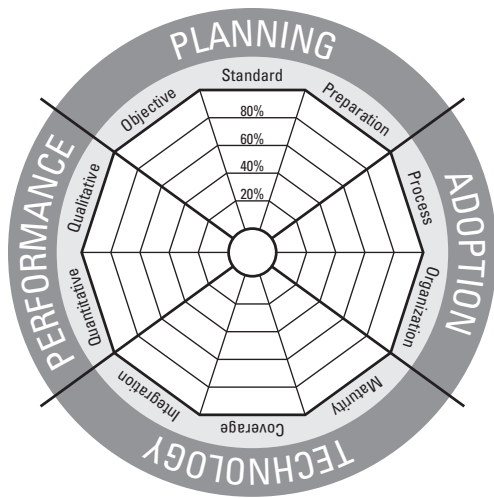 PLANNING
Standard
Objective
Preparation
80%
60%
40%
20%
PERFORMANCE
Qualitative
Quantitative
ADOPTION
Process
Organization
Integration
Maturity
Coverage
TECHNOLOGY